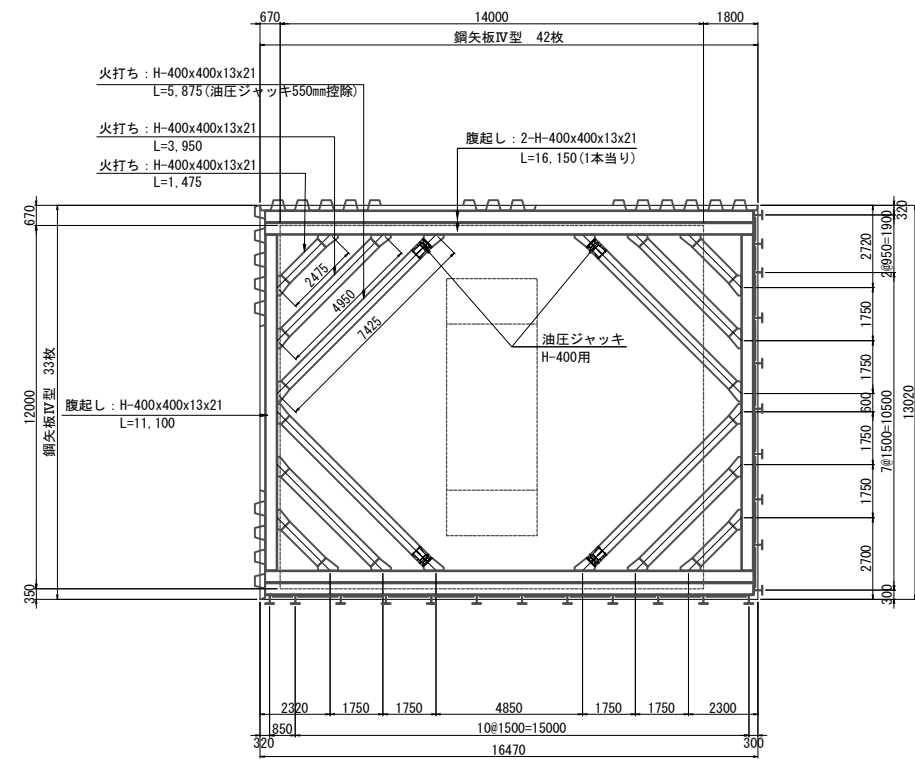 670
14000
1800
鋼矢板Ⅳ型 42枚
火打ち：H-400x400x13x21
L=5,875(油圧ジャッキ550mm控除)
火打ち：H-400x400x13x21
L=3,950
火打ち：H-400x400x13x21
L=1,475
腹起し：2-H-400x400x13x21
L=16,150(1本当り)
670
12000
350
鋼矢板Ⅳ型 33枚
腹起し：H-400x400x13x21
L=11,100
2475
4950
7425
油圧ジャッキ
H-400用
2720
1750
1750
600
1750
1750
2700
320
2@950=1900
7@1500=10500
300
13020
2320
1750
1750
4850
1750
1750
2300
320
850
10@1500=15000
300
16470